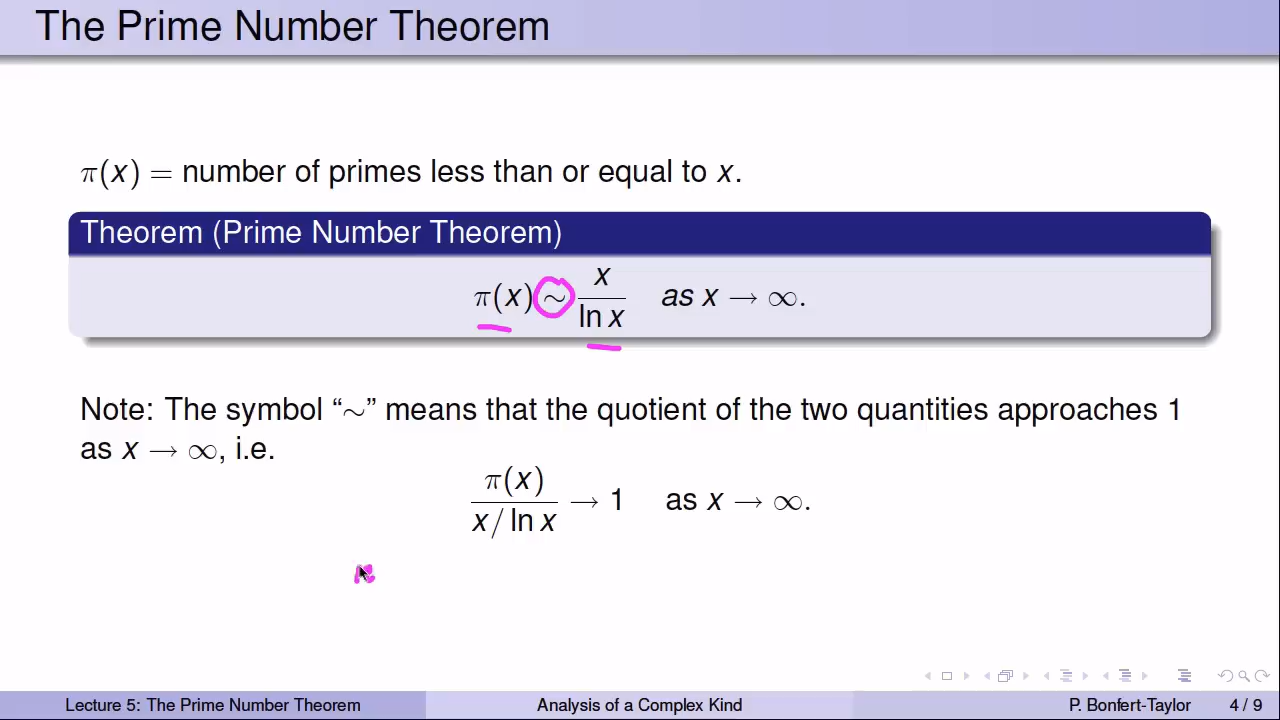 The Prime Number Theorem
π(x) = number of primes less than or equal to x.
Theorem (Prime Number Theorem)
π(x) ~ x / ln x as x → ∞.
Note: The symbol “~” means that the quotient of the two quantities approaches 1
as x → ∞, i.e.
π(x) / (x/ ln x) → 1 as x → ∞.
Lecture 5: The Prime Number Theorem Analysis of a Complex Kind P. Bonfert-Taylor 4 / 9